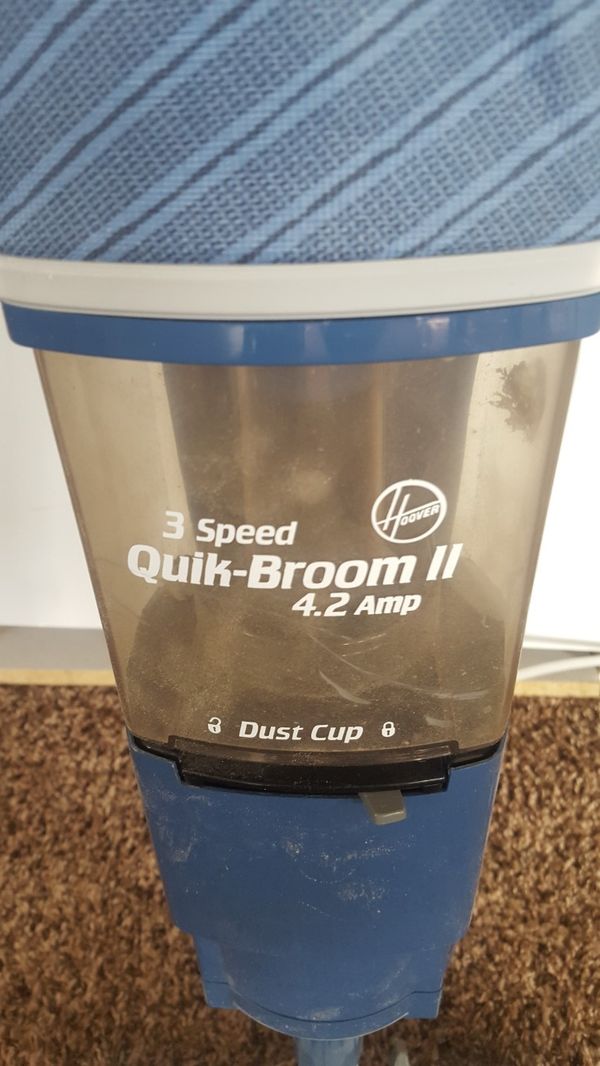 HOOVER
3 Speed
Quik-Broom II
4.2 Amp
Dust Cup